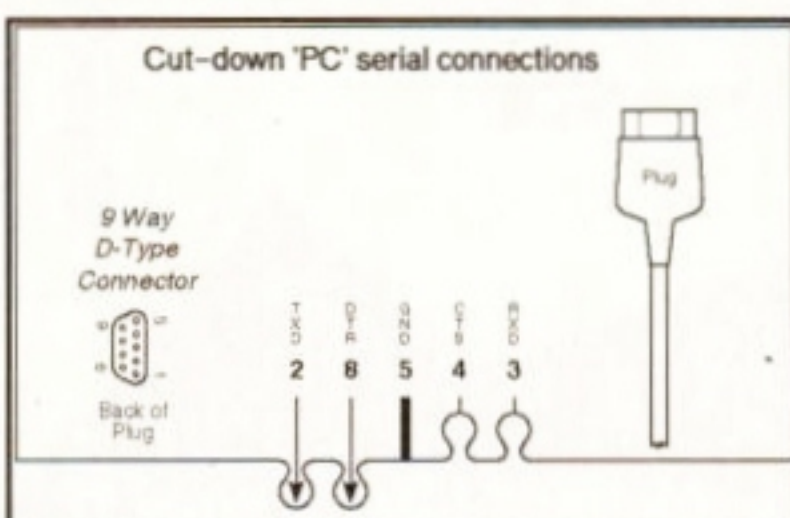 Cut-down "PC" serial connections
Plug
9 Way
D-Type
Connector
TXD
DTR
GND
CTS
RXD
2
8
5
4
3
Back of
Plug